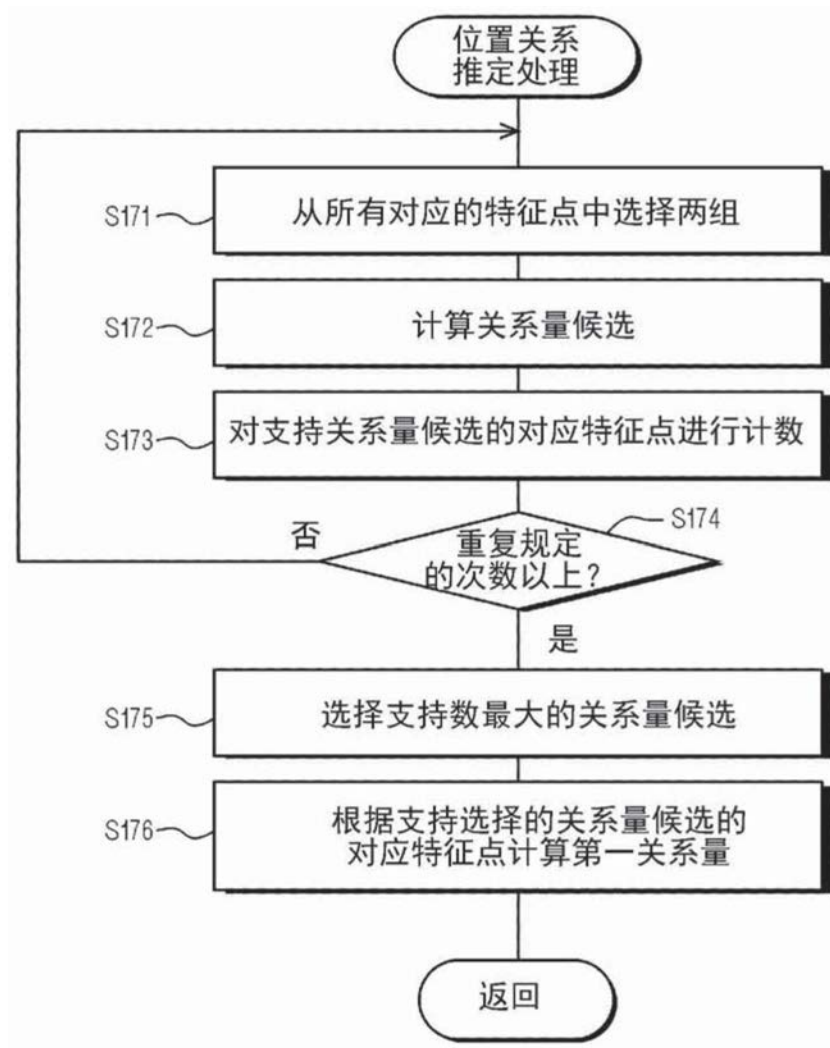 位置关系
推定处理
S171
从所有对应的特征点中选择两组
S172
计算关系量候选
S173
对支持关系量候选的对应特征点进行计数
S174
否
重复规定
的次数以上?
是
S175
选择支持数最大的关系量候选
S176
根据支持选择的关系量候选的
对应特征点计算第一关系量
返回